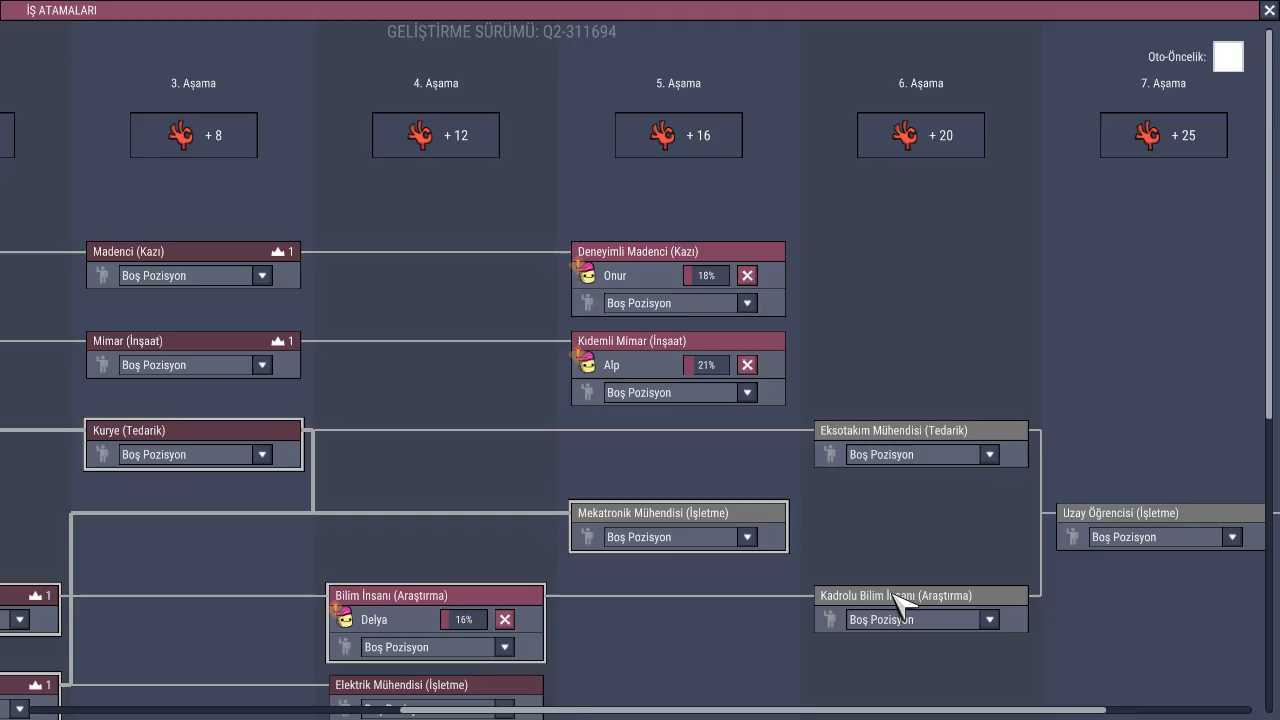 İŞ ATAMALARI
GELİŞTİRME SÜRÜMÜ: Q2-311694
Oto-Öncelik:
3. Aşama
4. Aşama
5. Aşama
6. Aşama
7. Aşama
+ 8
+ 12
+ 16
+ 20
+ 25
Madenci (Kazı) 1
Boş Pozisyon
Deneyimli Madenci (Kazı)
Onur 18%
Boş Pozisyon
Mimar (İnşaat) 1
Boş Pozisyon
Kıdemli Mimar (İnşaat)
Alp 21%
Boş Pozisyon
Kurye (Tedarik)
Boş Pozisyon
Eksotakım Mühendisi (Tedarik)
Boş Pozisyon
Mekatronik Mühendisi (İşletme)
Boş Pozisyon
Uzay Öğrencisi (İşletme)
Boş Pozisyon
1
Bilim İnsanı (Araştırma)
Delya 16%
Boş Pozisyon
Kadrolu Bilim İnsanı (Araştırma)
Boş Pozisyon
1
Elektrik Mühendisi (İşletme)
Boş Pozisyon